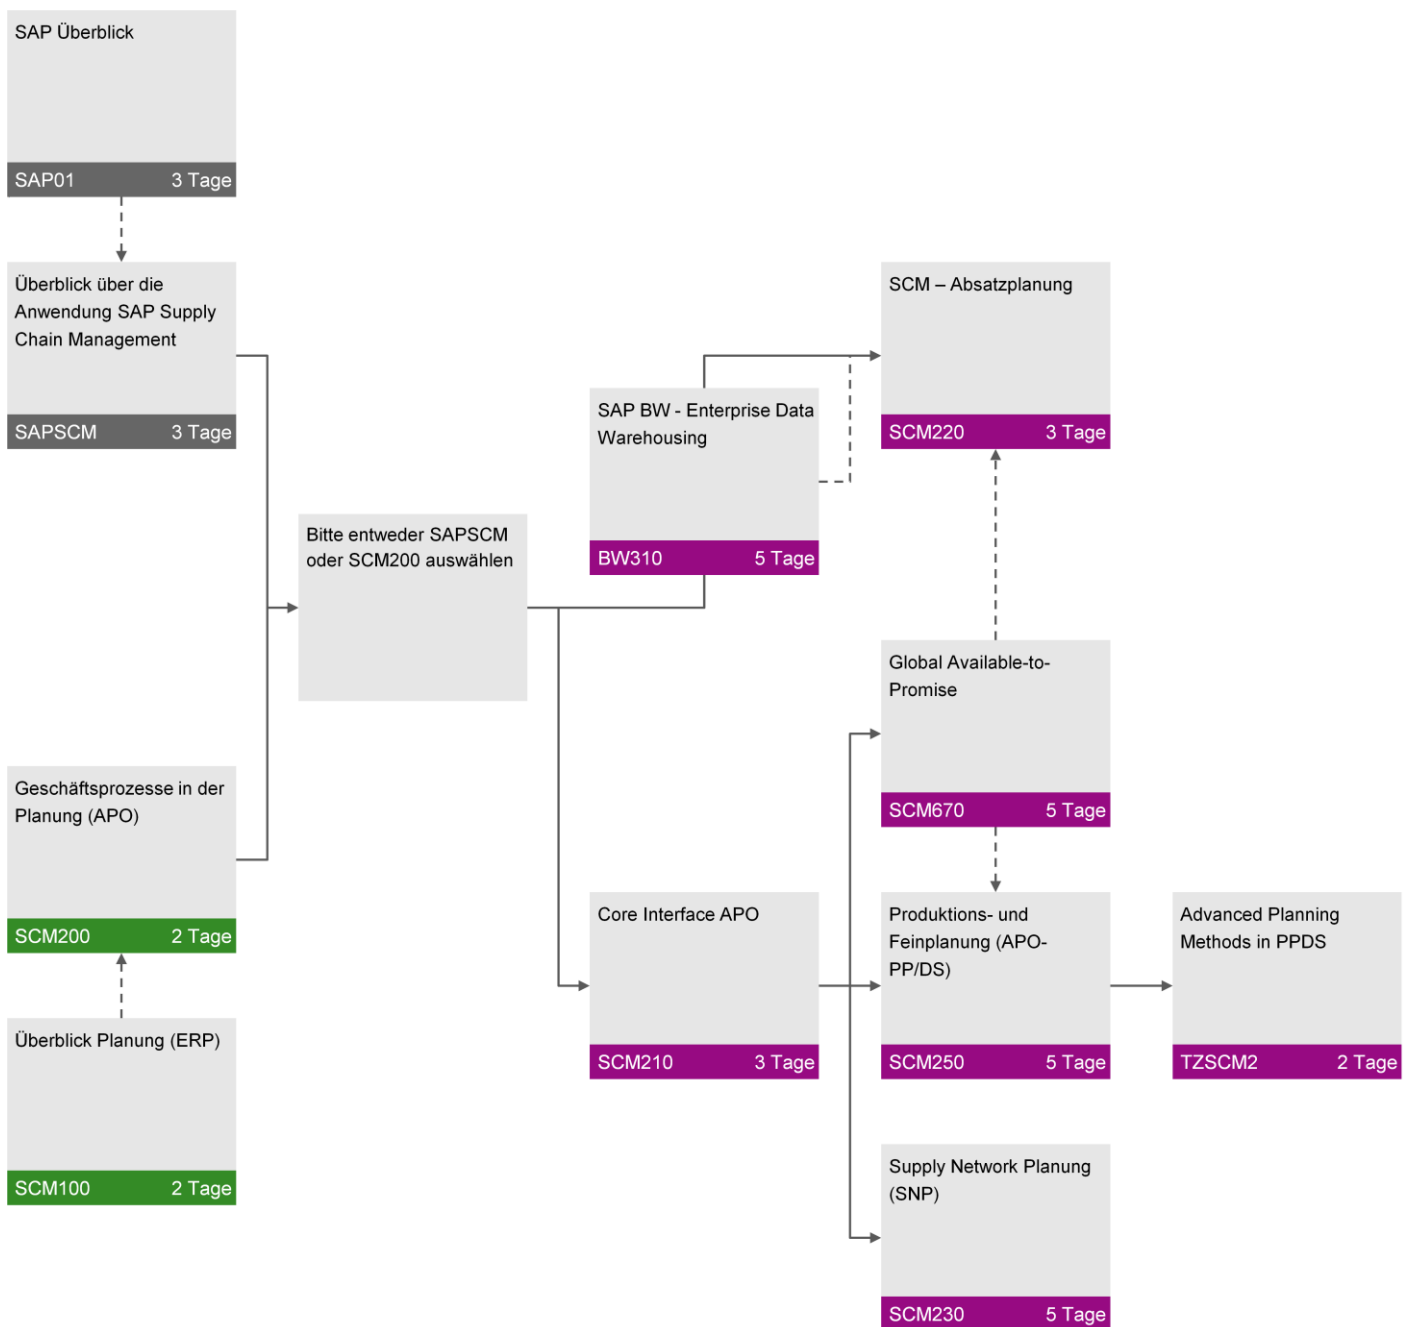 SAP Überblick
SAP01 3 Tage
Überblick über die
Anwendung SAP Supply
Chain Management
SAPSCM 3 Tage
Geschäftsprozesse in der
Planung (APO)
SCM200 2 Tage
Überblick Planung (ERP)
SCM100 2 Tage
Bitte entweder SAPSCM
oder SCM200 auswählen
SAP BW - Enterprise Data
Warehousing
BW310 5 Tage
Core Interface APO
SCM210 3 Tage
SCM – Absatzplanung
SCM220 3 Tage
Global Available-to-
Promise
SCM670 5 Tage
Produktions- und
Feinplanung (APO-
PP/DS)
SCM250 5 Tage
Supply Network Planung
(SNP)
SCM230 5 Tage
Advanced Planning
Methods in PPDS
TZSCM2 2 Tage